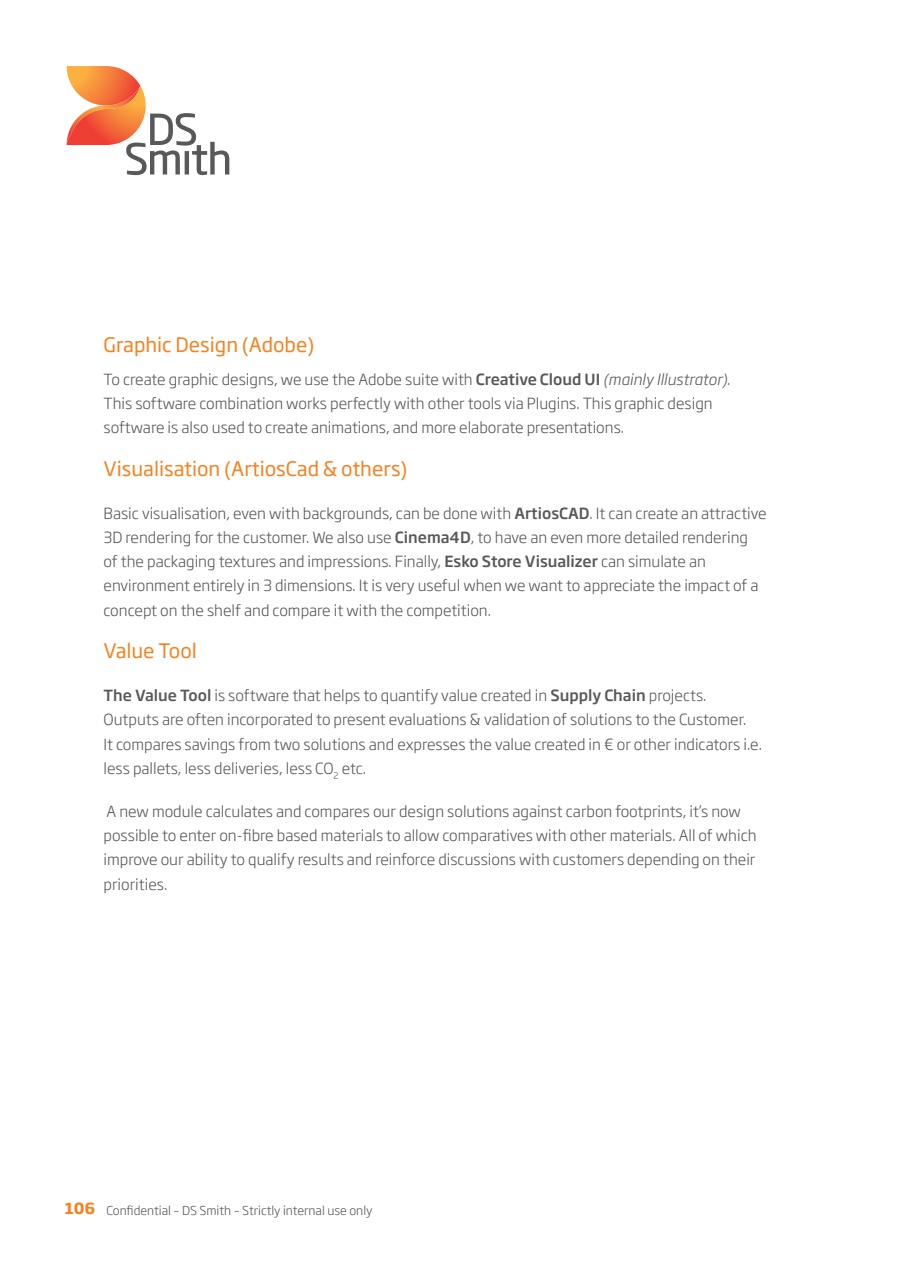 DS
Smith
Graphic Design (Adobe)
To create graphic designs, we use the Adobe suite with Creative Cloud UI (mainly Illustrator).
This software combination works perfectly with other tools via Plugins. This graphic design
software is also used to create animations, and more elaborate presentations.
Visualisation (ArtiosCad & others)
Basic visualisation, even with backgrounds, can be done with ArtiosCAD. It can create an attractive
3D rendering for the customer. We also use Cinema4D, to have an even more detailed rendering
of the packaging textures and impressions. Finally, Esko Store Visualizer can simulate an
environment entirely in 3 dimensions. It is very useful when we want to appreciate the impact of a
concept on the shelf and compare it with the competition.
Value Tool
The Value Tool is software that helps to quantify value created in Supply Chain projects.
Outputs are often incorporated to present evaluations & validation of solutions to the Customer.
It compares savings from two solutions and expresses the value created in € or other indicators i.e.
less pallets, less deliveries, less CO₂ etc.
A new module calculates and compares our design solutions against carbon footprints, it's now
possible to enter on-fibre based materials to allow comparatives with other materials. All of which
improve our ability to qualify results and reinforce discussions with customers depending on their
priorities.
106 Confidential – DS Smith – Strictly internal use only